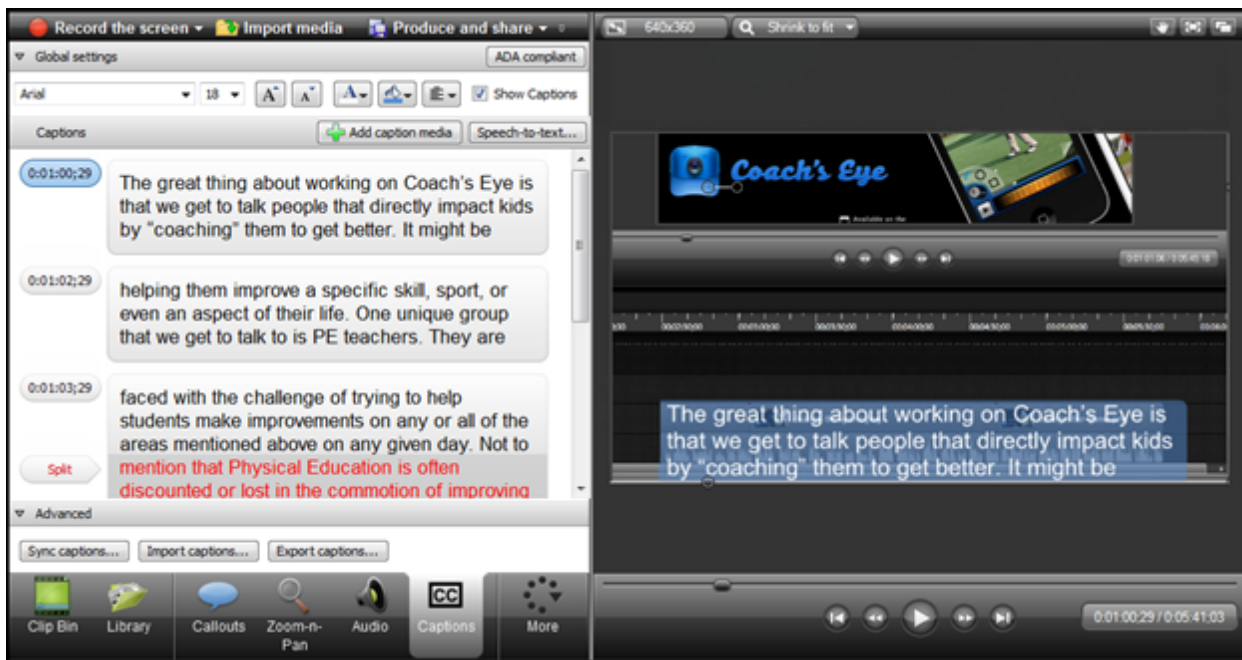 Record the screen Import media Produce and share
Global settings ADA compliant
Arial 18 Show Captions
Captions Add caption media Speech-to-text...
0:01:00;29
The great thing about working on Coach's Eye is
that we get to talk people that directly impact kids
by "coaching" them to get better. It might be
0:01:02;29
helping them improve a specific skill, sport, or
even an aspect of their life. One unique group
that we get to talk to is PE teachers. They are
0:01:03;29
faced with the challenge of trying to help
students make improvements on any or all of the
areas mentioned above on any given day. Not to
Split
mention that Physical Education is often
discounted or lost in the commotion of improving
Advanced
Sync captions... Import captions... Export captions...
Clip Bin Library Callouts Zoom-n-Pan Audio CC Captions More
640x360 Shrink to fit
Coach's Eye
Available on the
The great thing about working on Coach's Eye is
that we get to talk people that directly impact kids
by "coaching" them to get better. It might be
0:01:00;29 / 0:05:41;03